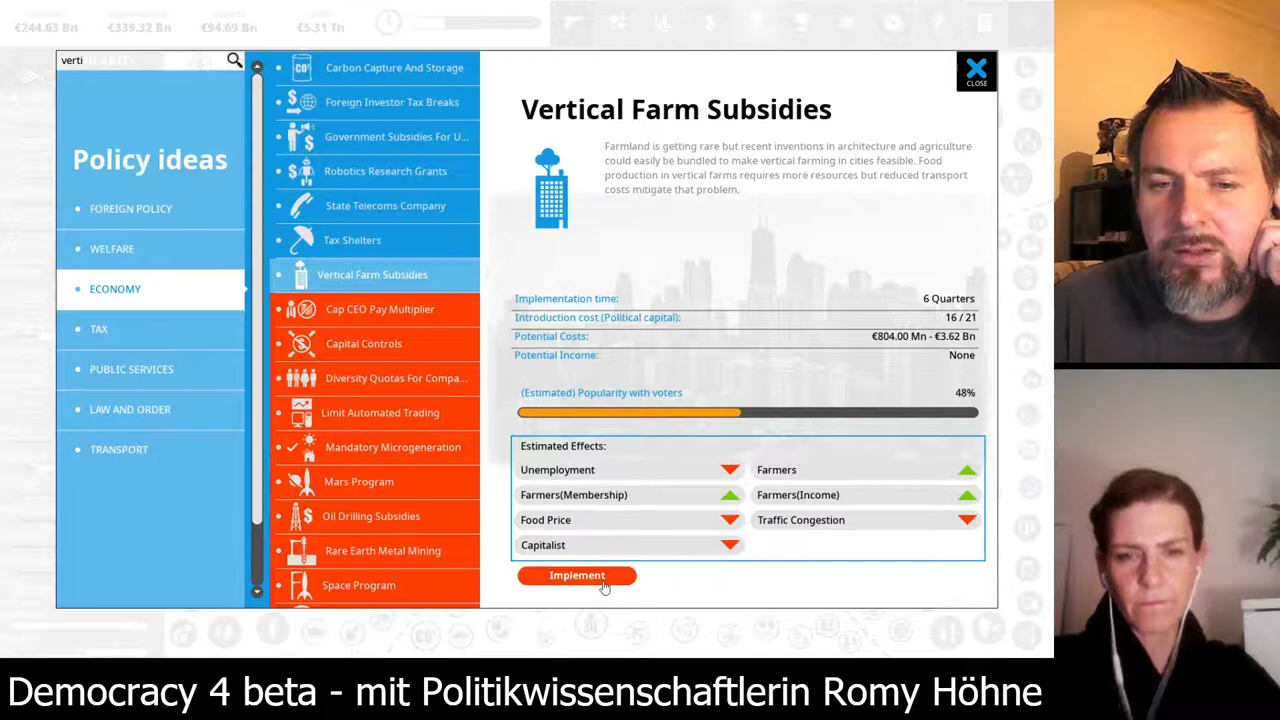 €244.63 Bn
€339.32 Bn
€94.69 Bn
€5.31 Tn
verti
Policy ideas
FOREIGN POLICY
WELFARE
ECONOMY
TAX
PUBLIC SERVICES
LAW AND ORDER
TRANSPORT
Carbon Capture And Storage
Foreign Investor Tax Breaks
Government Subsidies For U...
Robotics Research Grants
State Telecoms Company
Tax Shelters
Vertical Farm Subsidies
Cap CEO Pay Multiplier
Capital Controls
Diversity Quotas For Compa...
Limit Automated Trading
Mandatory Microgeneration
Mars Program
Oil Drilling Subsidies
Rare Earth Metal Mining
Space Program
CLOSE
Vertical Farm Subsidies
Farmland is getting rare but recent inventions in architecture and agriculture
could easily be bundled to make vertical farming in cities feasible. Food
production in vertical farms requires more resources but reduced transport
costs mitigate that problem.
Implementation time: 6 Quarters
Introduction cost (Political capital): 16 / 21
Potential Costs: €804.00 Mn - €3.62 Bn
Potential Income: None
(Estimated) Popularity with voters 48%
Estimated Effects:
Unemployment Farmers
Farmers(Membership) Farmers(Income)
Food Price Traffic Congestion
Capitalist
Implement
Democracy 4 beta - mit Politikwissenschaftlerin Romy Höhne